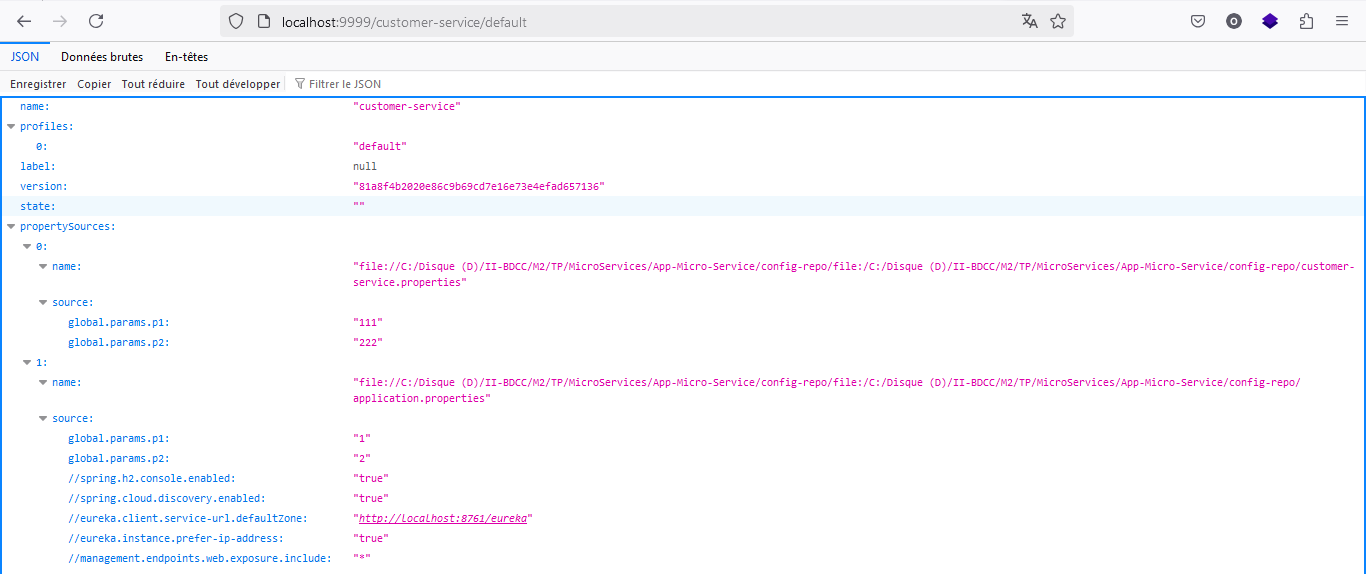 localhost:9999/customer-service/default
JSON Données brutes En-têtes
Enregistrer Copier Tout réduire Tout développer Filtrer le JSON
name: "customer-service"
profiles:
0: "default"
label: null
version: "81a8f4b2020e86c9b69cd7e16e73e4efad657136"
state: ""
propertySources:
0:
name: "file://C:/Disque (D)/II-BDCC/M2/TP/MicroServices/App-Micro-Service/config-repo/file:/C:/Disque (D)/II-BDCC/M2/TP/MicroServices/App-Micro-Service/config-repo/customer-
service.properties"
source:
global.params.p1: "111"
global.params.p2: "222"
1:
name: "file://C:/Disque (D)/II-BDCC/M2/TP/MicroServices/App-Micro-Service/config-repo/file:/C:/Disque (D)/II-BDCC/M2/TP/MicroServices/App-Micro-Service/config-repo/
application.properties"
source:
global.params.p1: "1"
global.params.p2: "2"
//spring.h2.console.enabled: "true"
//spring.cloud.discovery.enabled: "true"
//eureka.client.service-url.defaultZone: "http://localhost:8761/eureka"
//eureka.instance.prefer-ip-address: "true"
//management.endpoints.web.exposure.include: "*"